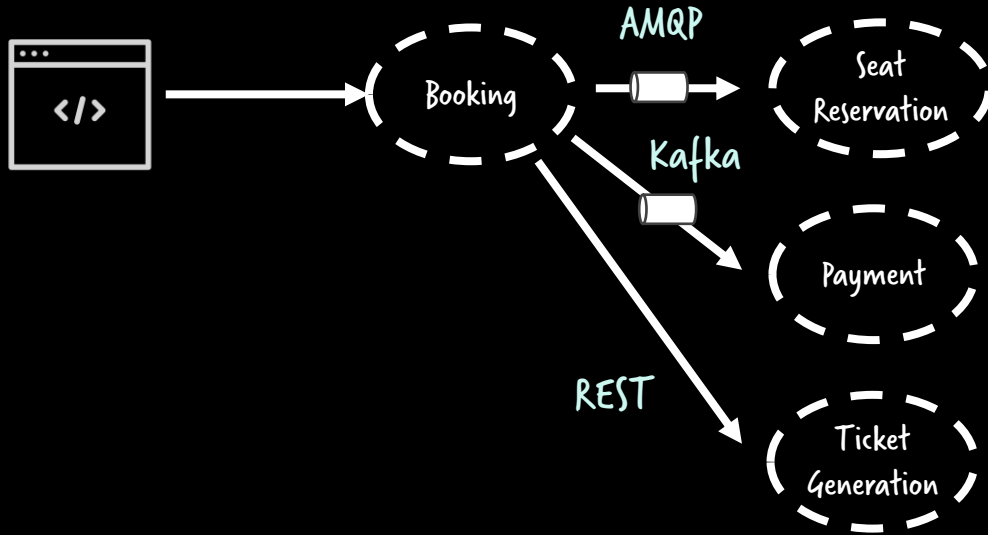 AMQP
</>
Booking
Seat
Reservation
Kafka
Payment
REST
Ticket
Generation